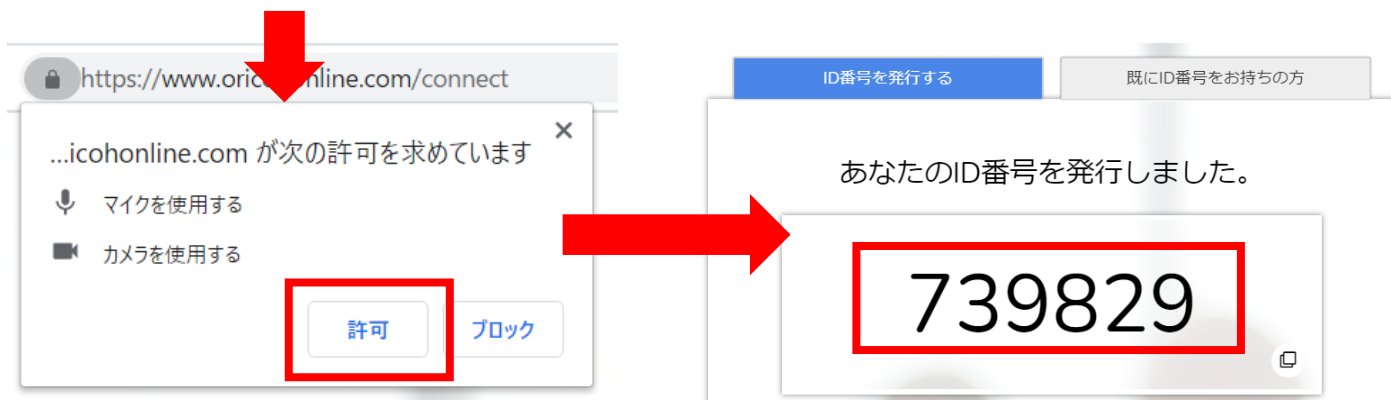 https://www.oric nline.com/connect
...icohonline.com が次の許可を求めています
マイクを使用する
カメラを使用する
許可
ブロック
ID番号を発行する
既にID番号をお持ちの方
あなたのID番号を発行しました。
739829